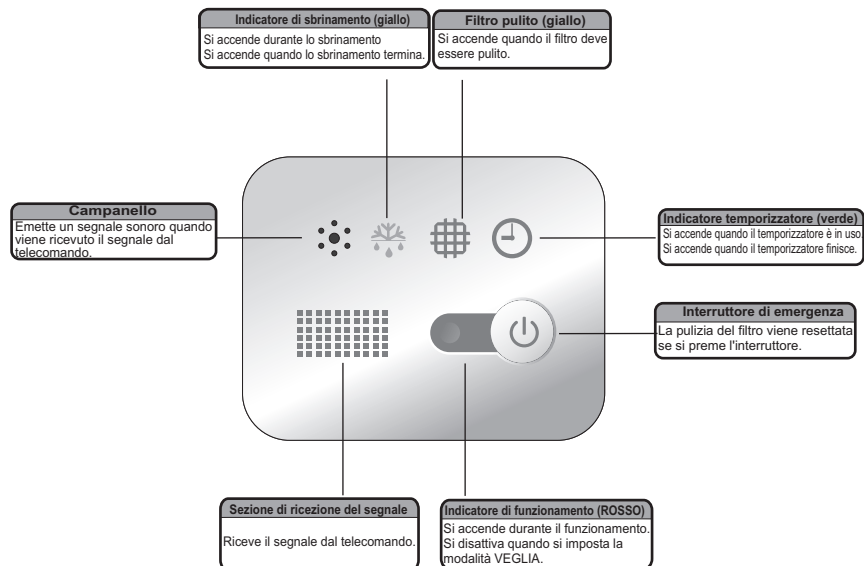 Indicatore di sbrinamento (giallo)
Si accende durante lo sbrinamento
Si accende quando lo sbrinamento termina.
Filtro pulito (giallo)
Si accende quando il filtro deve
essere pulito.
Campanello
Emette un segnale sonoro quando
viene ricevuto il segnale dal
telecomando.
Indicatore temporizzatore (verde)
Si accende quando il temporizzatore è in uso.
Si accende quando il temporizzatore finisce.
Interruttore di emergenza
La pulizia del filtro viene resettata
se si preme l'interruttore.
Sezione di ricezione del segnale
Riceve il segnale dal telecomando.
Indicatore di funzionamento (ROSSO)
Si accende durante il funzionamento.
Si disattiva quando si imposta la
modalità VEGLIA.